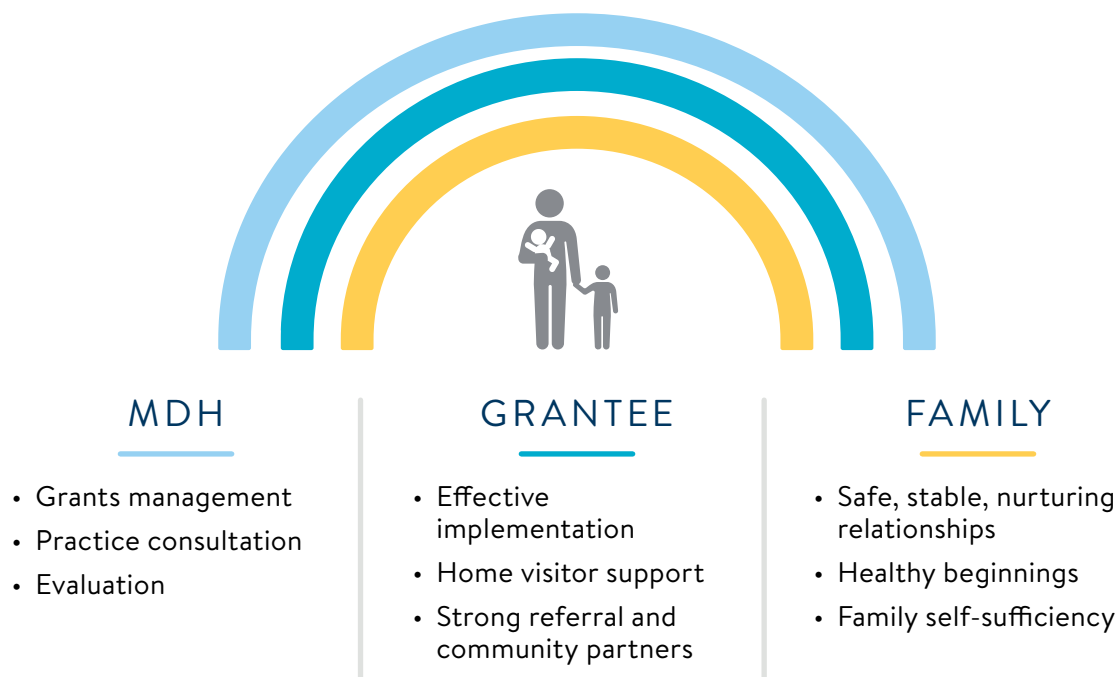 MDH
• Grants management
• Practice consultation
• Evaluation
GRANTEE
• Effective
implementation
• Home visitor support
• Strong referral and
community partners
FAMILY
• Safe, stable, nurturing
relationships
• Healthy beginnings
• Family self-sufficiency